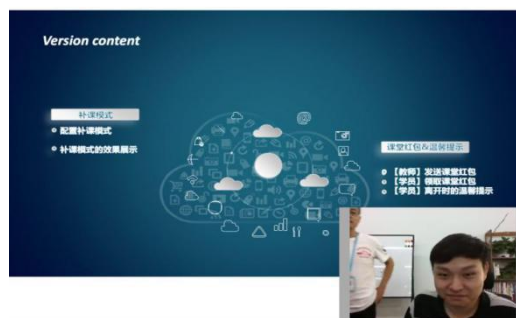 Version content
补课模式
配置补课模式
补课模式的效果展示
课堂红包&温馨提示
【教师】发送课堂红包
【学员】领取课堂红包
【学员】离开时的温馨提示